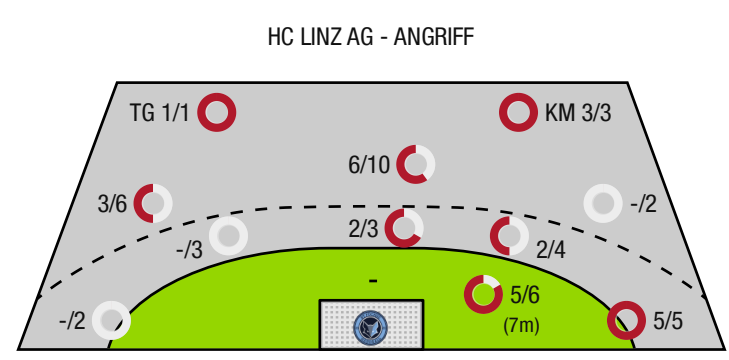 HC LINZ AG - ANGRIFF
TG 1/1
KM 3/3
6/10
3/6
-/2
2/3
-/3
2/4
-
5/6
(7m)
-/2
5/5